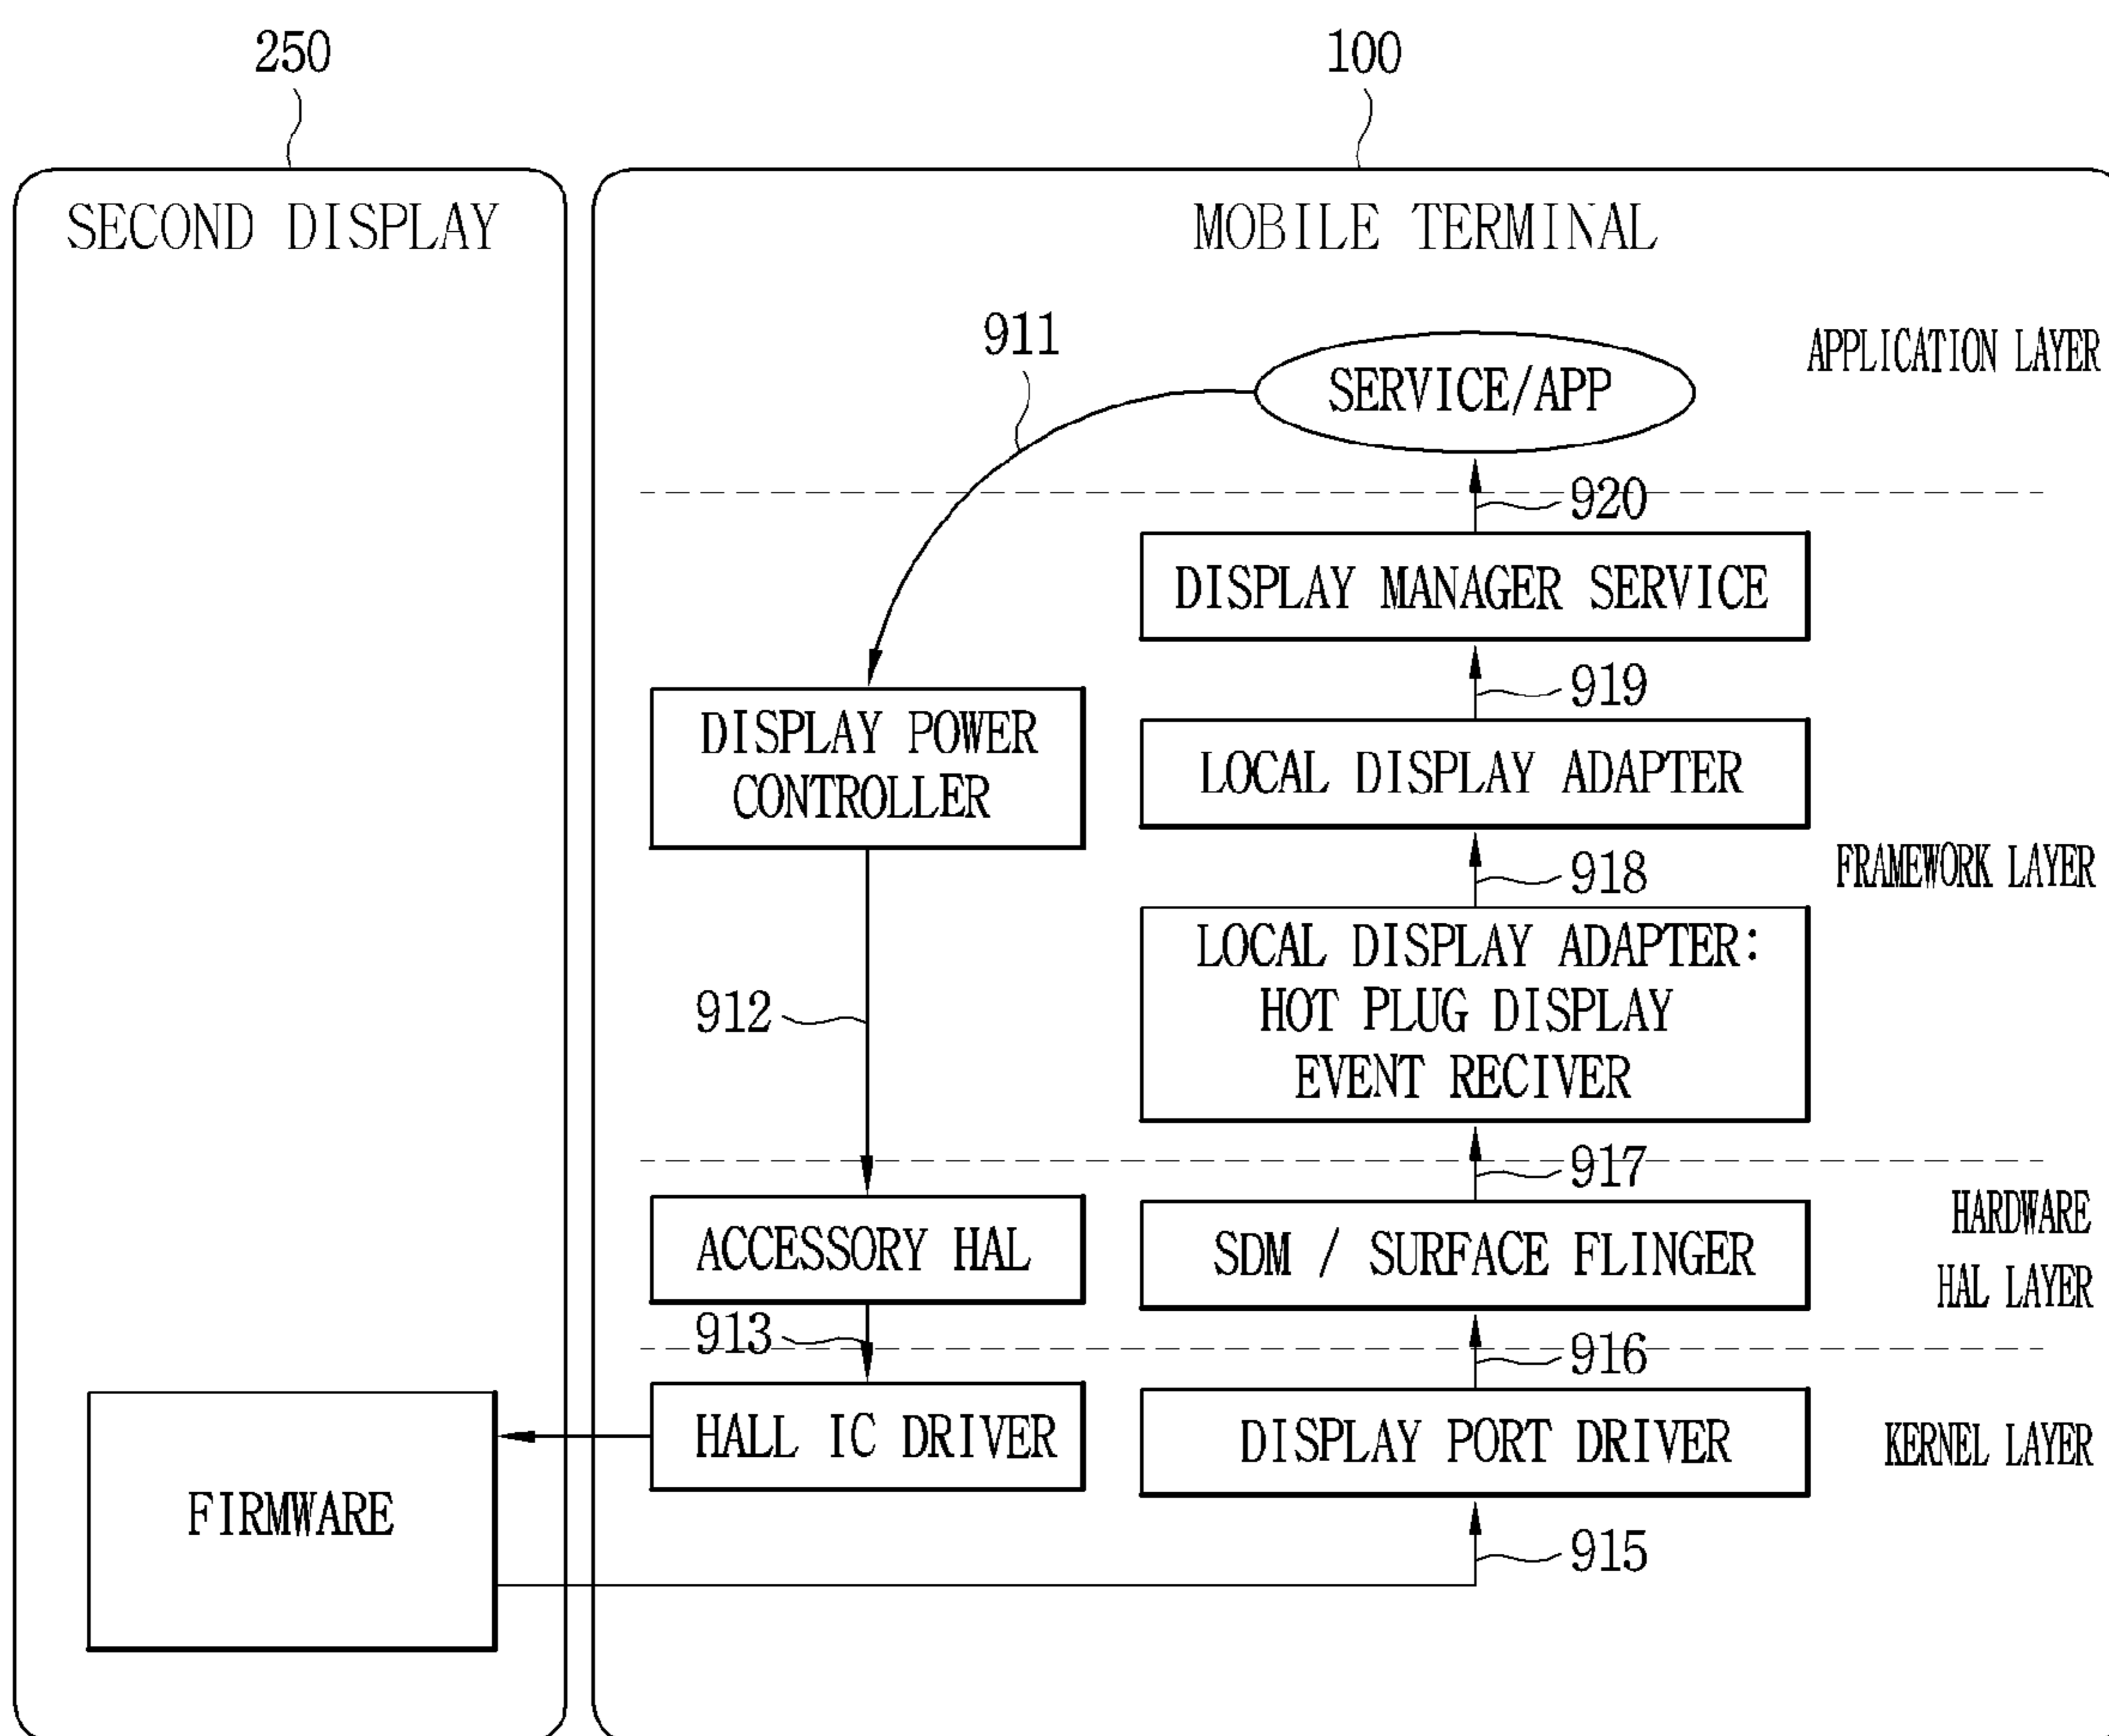 250
100
SECOND DISPLAY
MOBILE TERMINAL
911
APPLICATION LAYER
SERVICE/APP
920
DISPLAY MANAGER SERVICE
919
DISPLAY POWER
CONTROLLER
LOCAL DISPLAY ADAPTER
918
FRAMEWORK LAYER
912
LOCAL DISPLAY ADAPTER:
HOT PLUG DISPLAY
EVENT RECIVER
917
ACCESSORY HAL
SDM / SURFACE FLINGER
HARDWARE
HAL LAYER
913
916
HALL IC DRIVER
DISPLAY PORT DRIVER
KERNEL LAYER
FIRMWARE
915